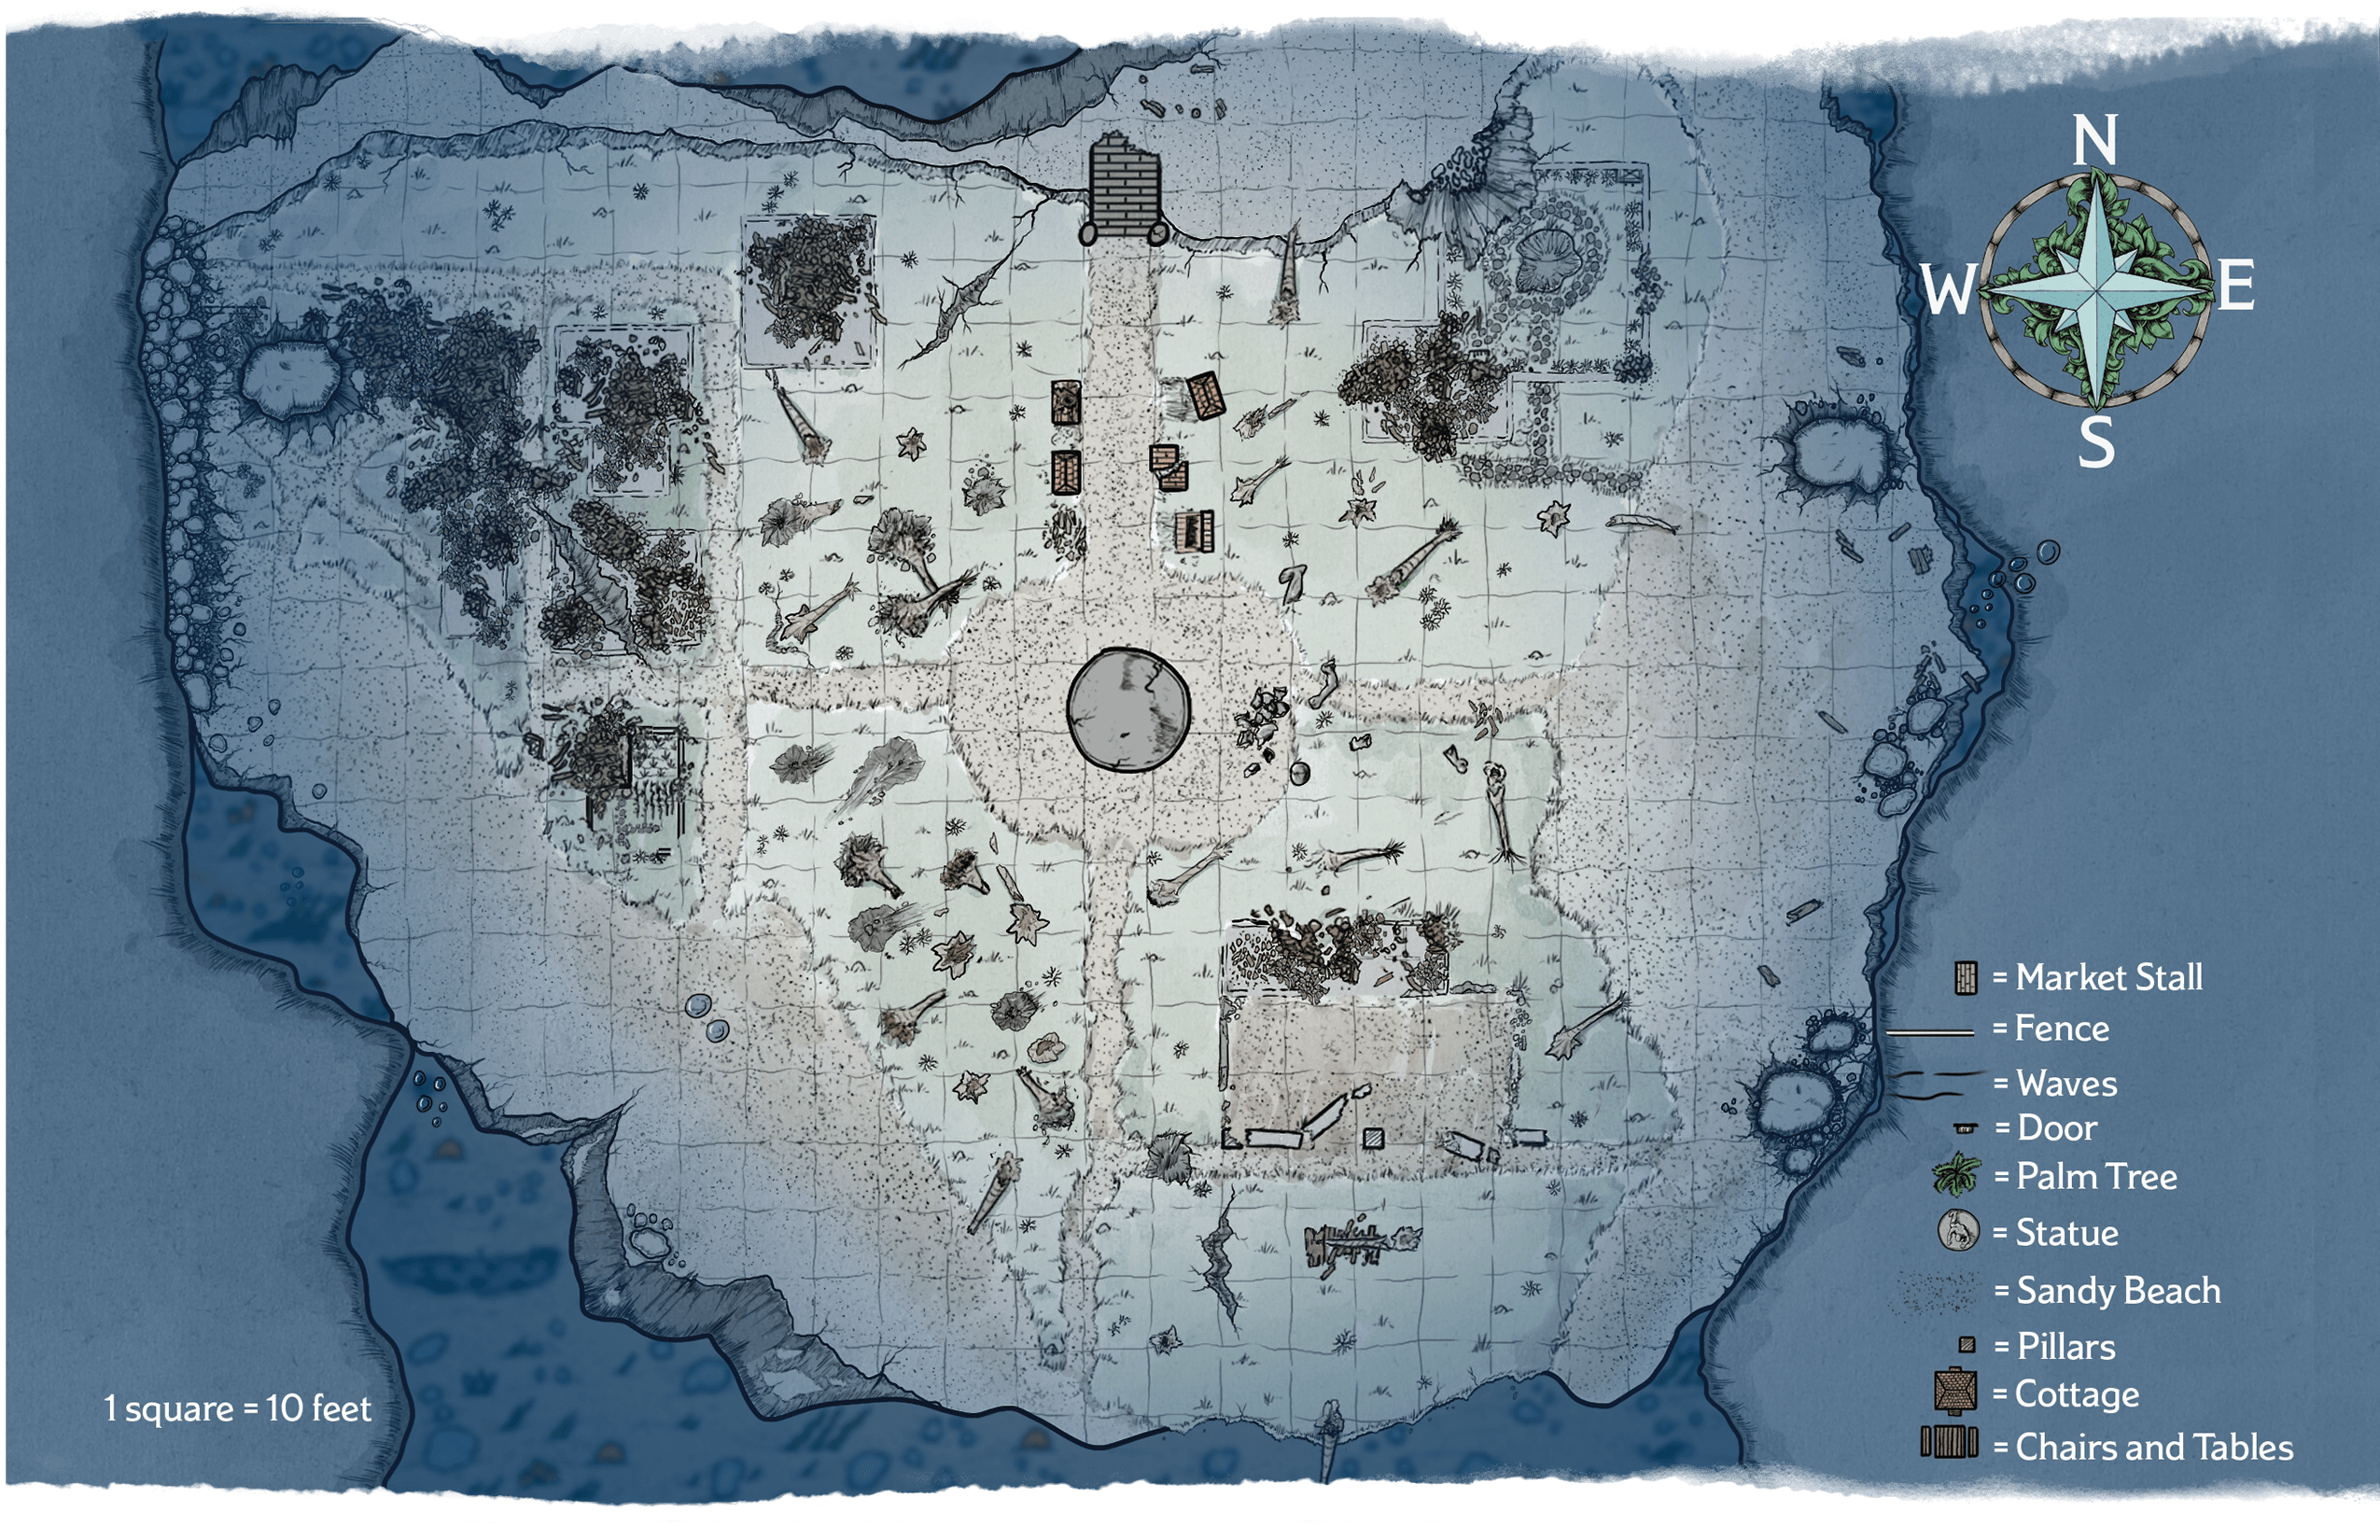 N
W
E
S
= Market Stall
= Fence
= Waves
= Door
= Palm Tree
= Statue
= Sandy Beach
= Pillars
= Cottage
= Chairs and Tables
1 square = 10 feet